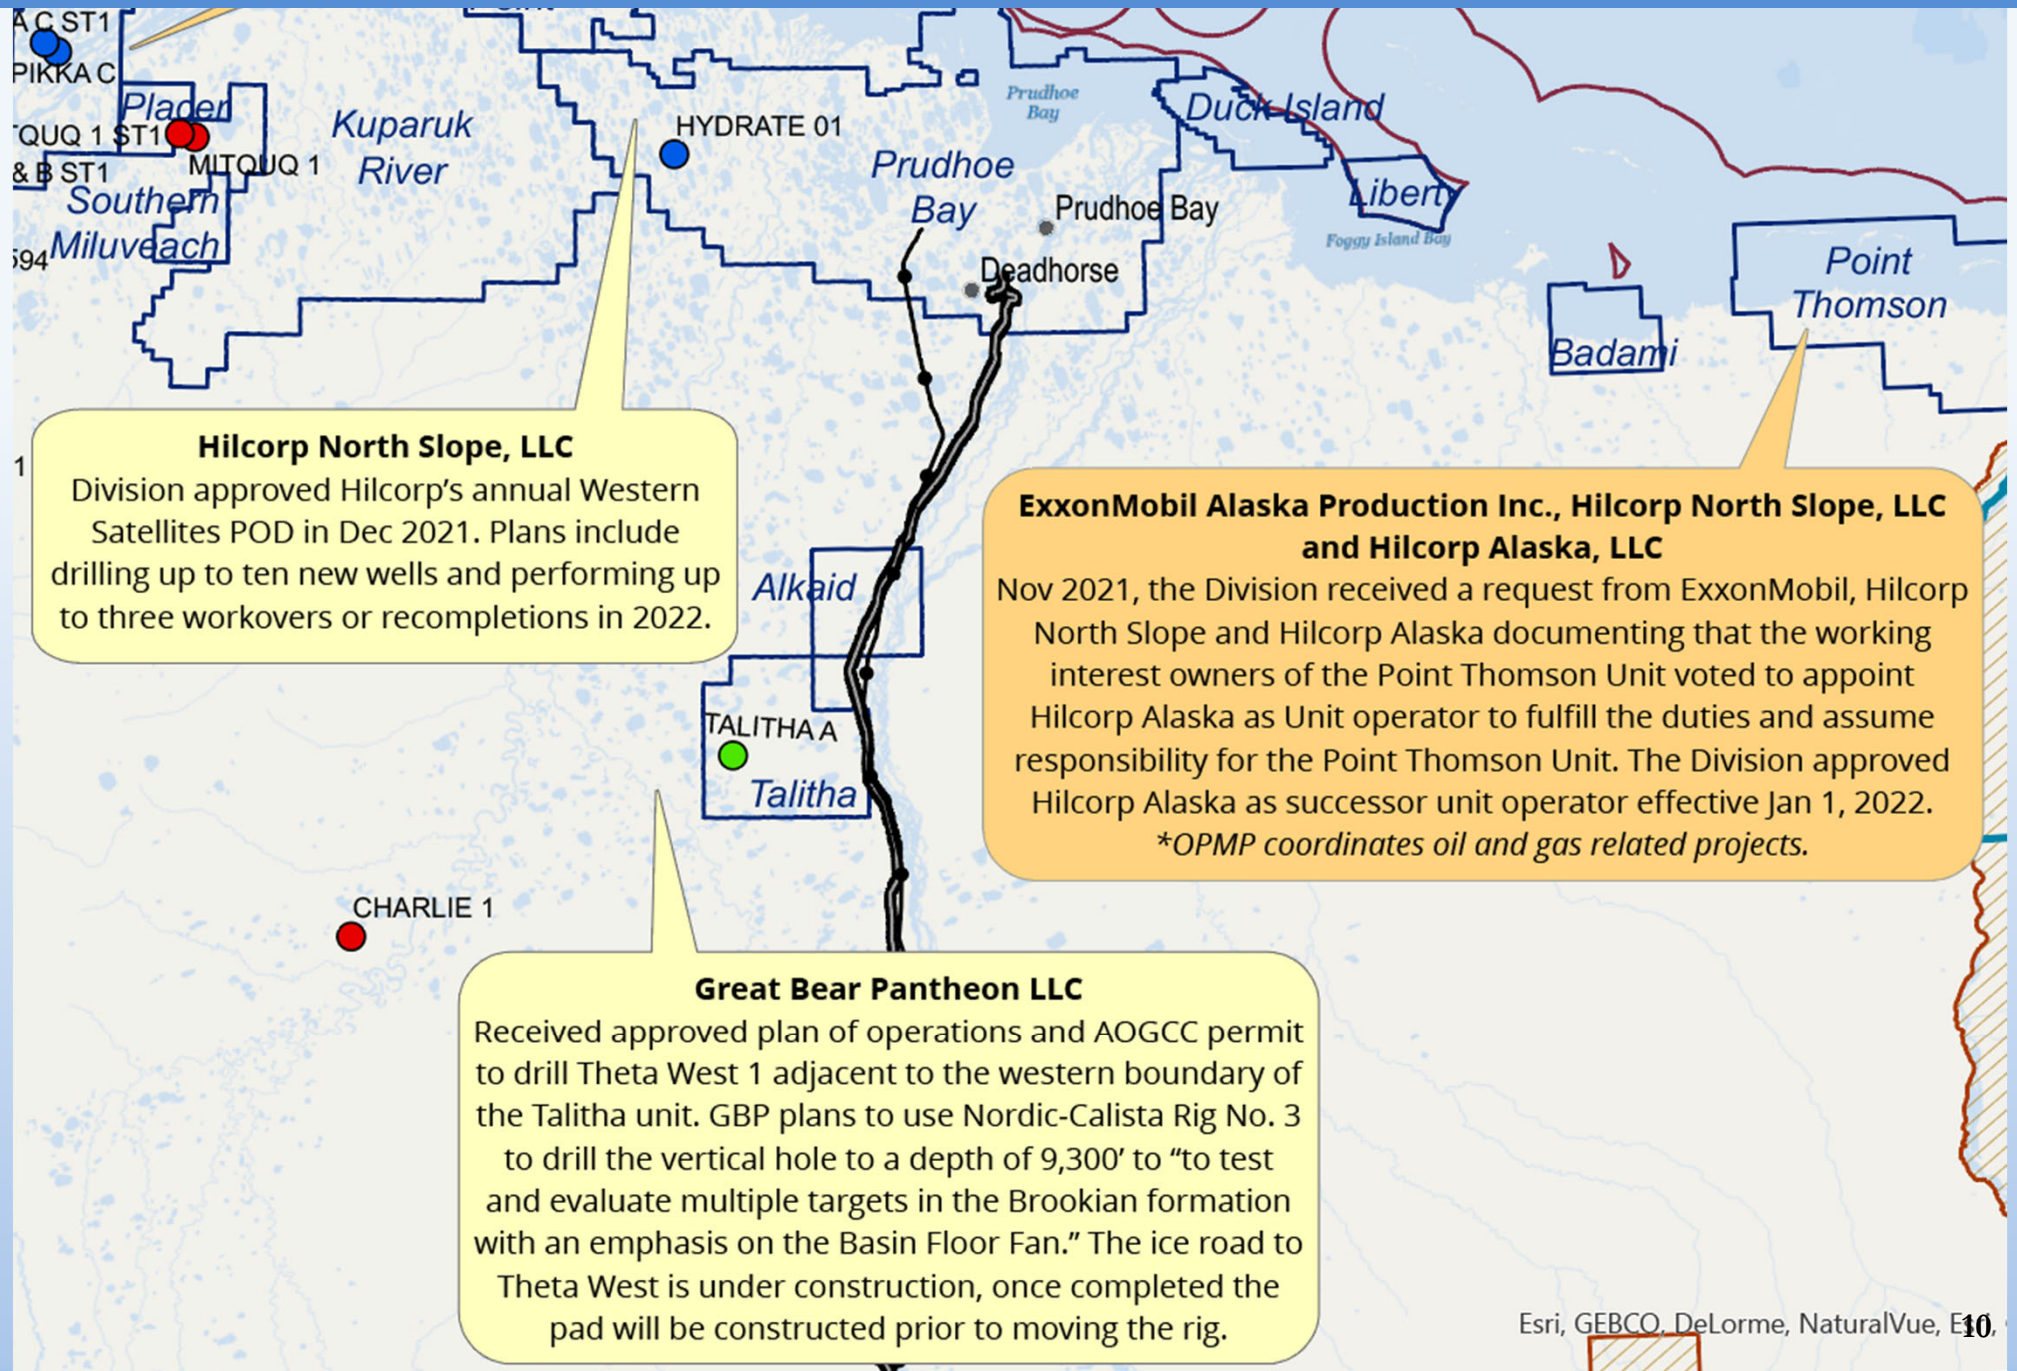 A C ST1
PIKKA C
Placer
QUQ 1 ST1
MITQUQ 1
& B ST1
Southern
Miluveach
594
Kuparuk
River
HYDRATE 01
Prudhoe
Bay
Prudhoe
Bay
Prudhoe Bay
Deadhorse
Duck Island
Liberty
Foggy Island Bay
Point
Thomson
Badami
1
Hilcorp North Slope, LLC
Division approved Hilcorp’s annual Western
Satellites POD in Dec 2021. Plans include
drilling up to ten new wells and performing up
to three workovers or recompletions in 2022.
ExxonMobil Alaska Production Inc., Hilcorp North Slope, LLC
and Hilcorp Alaska, LLC
Nov 2021, the Division received a request from ExxonMobil, Hilcorp
North Slope and Hilcorp Alaska documenting that the working
interest owners of the Point Thomson Unit voted to appoint
Hilcorp Alaska as Unit operator to fulfill the duties and assume
responsibility for the Point Thomson Unit. The Division approved
Hilcorp Alaska as successor unit operator effective Jan 1, 2022.
*OPMP coordinates oil and gas related projects.
Alkaid
TALITHA A
Talitha
CHARLIE 1
Great Bear Pantheon LLC
Received approved plan of operations and AOGCC permit
to drill Theta West 1 adjacent to the western boundary of
the Talitha unit. GBP plans to use Nordic-Calista Rig No. 3
to drill the vertical hole to a depth of 9,300’ to “to test
and evaluate multiple targets in the Brookian formation
with an emphasis on the Basin Floor Fan.” The ice road to
Theta West is under construction, once completed the
pad will be constructed prior to moving the rig.
Esri, GEBCO, DeLorme, NaturalVue,
10